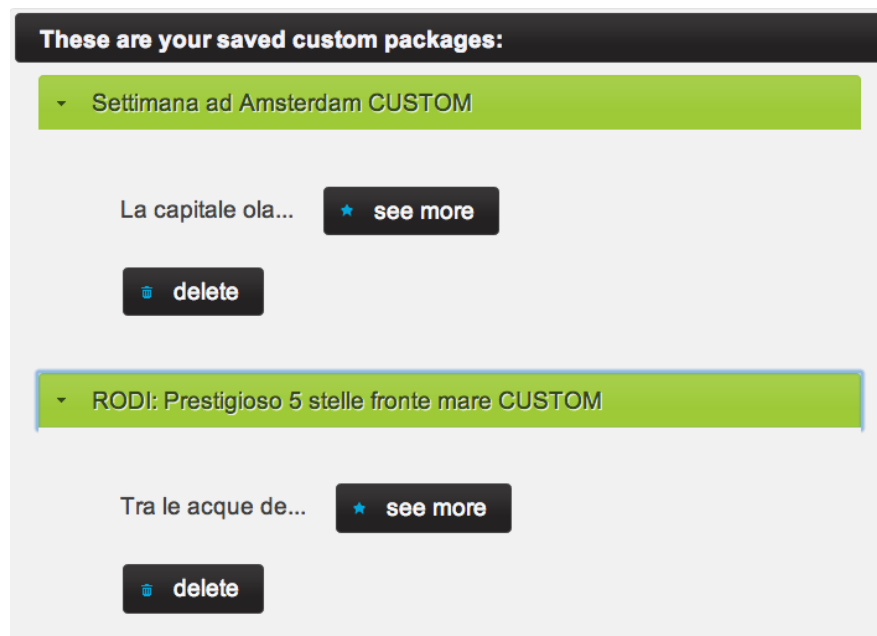 These are your saved custom packages:
Settimana ad Amsterdam CUSTOM
La capitale ola... see more
delete
RODI: Prestigioso 5 stelle fronte mare CUSTOM
Tra le acque de... see more
delete